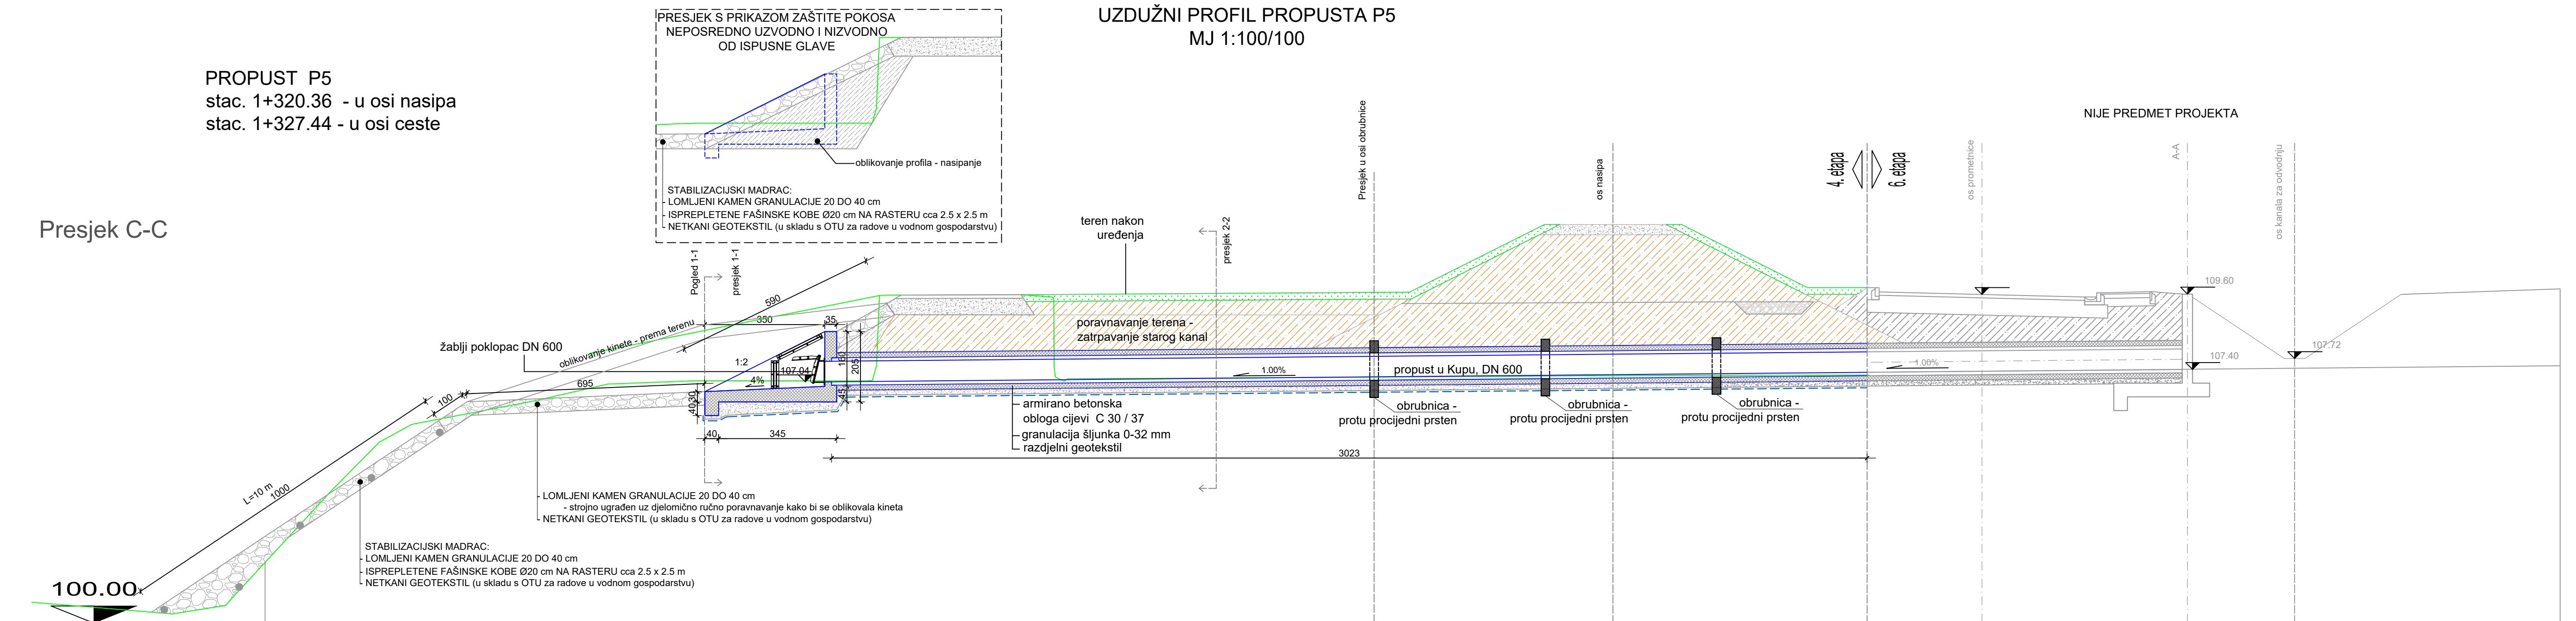 UZDUŽNI PROFIL PROPUSTA P5
MJ 1:100/100
PROPUST P5
stac. 1+320.36 - u osi nasipa
stac. 1+327.44 - u osi ceste
Presjek C-C
PRESJEK S PRIKAZOM ZAŠTITE POKOSA
NEPOSREDNO UZVODNO I NIZVODNO
OD ISPUSNE GLAVE
oblikovanje profila - nasipanje
STABILIZACIJSKI MADRAC:
- LOMLJENI KAMEN GRANULACIJE 20 DO 40 cm
- ISPREPLETENE FAŠINSKE KOBE Ø20 cm NA RASTERU cca 2.5 x 2.5 m
- NETKANI GEOTEKSTIL (u skladu s OTU za radove u vodnom gospodarstvu)
NIJE PREDMET PROJEKTA
Pogled 1-1
presjek 1-1
teren nakon
uređenja
presjek 2-2
Presjek u osi obrubnice
os nasipa
4. etapa
6. etapa
os prometnice
A-A
os kanala za odvodnju
109.60
107.72
107.40
1.00%
590
350
35
oblikovanje kinete - prema terenu
žablji poklopac DN 600
1:2
107.04
4%
160
205
45
695
100
30
40
40
345
poravnavanje terena -
zatrpavanje starog kanal
1.00%
propust u Kupu, DN 600
armirano betonska
obloga cijevi C 30 / 37
granulacija šljunka 0-32 mm
razdjelni geotekstil
obrubnica -
protu procijedni prsten
obrubnica -
protu procijedni prsten
obrubnica -
protu procijedni prsten
3023
L=10 m
1000
- LOMLJENI KAMEN GRANULACIJE 20 DO 40 cm
- strojno ugrađen uz djelomično ručno poravnavanje kako bi se oblikovala kineta
- NETKANI GEOTEKSTIL (u skladu s OTU za radove u vodnom gospodarstvu)
STABILIZACIJSKI MADRAC:
- LOMLJENI KAMEN GRANULACIJE 20 DO 40 cm
- ISPREPLETENE FAŠINSKE KOBE Ø20 cm NA RASTERU cca 2.5 x 2.5 m
- NETKANI GEOTEKSTIL (u skladu s OTU za radove u vodnom gospodarstvu)
100.00